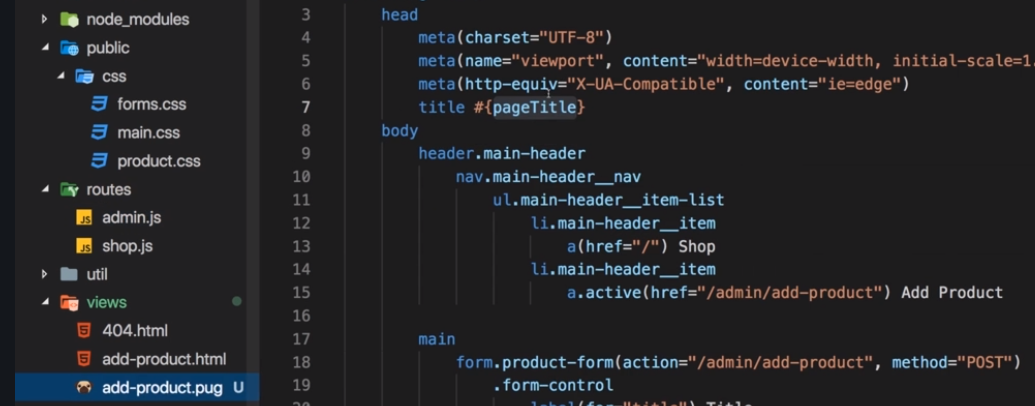 node_modules
public
css
forms.css
main.css
product.css
routes
admin.js
shop.js
util
views
404.html
add-product.html
add-product.pug U
3 head
4 meta(charset="UTF-8")
5 meta(name="viewport", content="width=device-width, initial-scale=1.
6 meta(http-equiv="X-UA-Compatible", content="ie=edge")
7 title #{pageTitle}
8 body
9 header.main-header
10 nav.main-header__nav
11 ul.main-header__item-list
12 li.main-header__item
13 a(href="/") Shop
14 li.main-header__item
15 a.active(href="/admin/add-product") Add Product
16
17 main
18 form.product-form(action="/admin/add-product", method="POST")
19 .form-control
20 label(for="title") Title